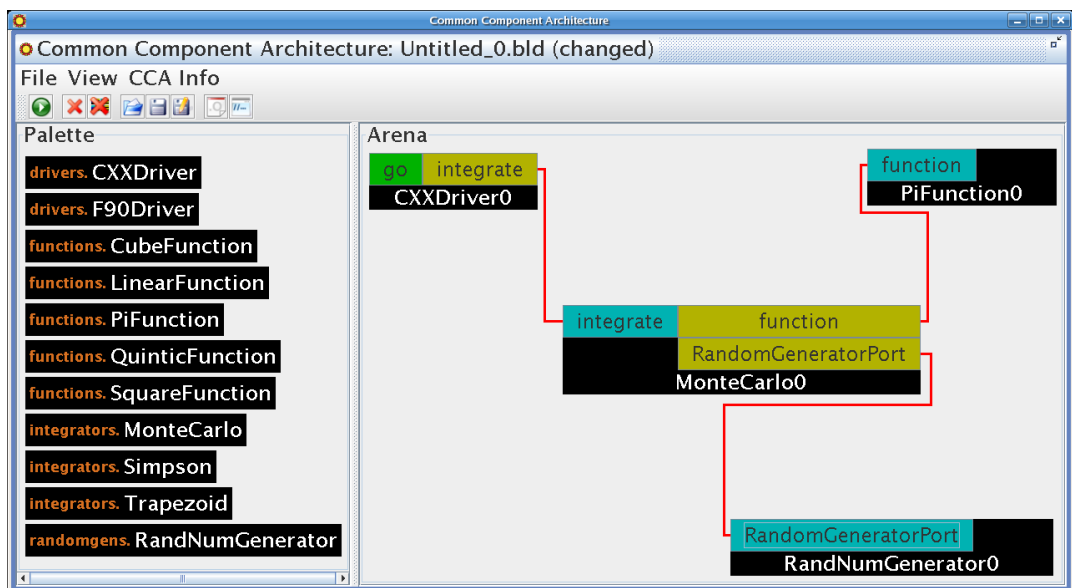 Common Component Architecture
Common Component Architecture: Untitled_0.bld (changed)
File View CCA Info
Palette
drivers. CXXDriver
drivers. F90Driver
functions. CubeFunction
functions. LinearFunction
functions. PiFunction
functions. QuinticFunction
functions. SquareFunction
integrators. MonteCarlo
integrators. Simpson
integrators. Trapezoid
randomgens. RandNumGenerator
Arena
go integrate
CXXDriver0
function
PiFunction0
integrate function
RandomGeneratorPort
MonteCarlo0
RandomGeneratorPort
RandNumGenerator0